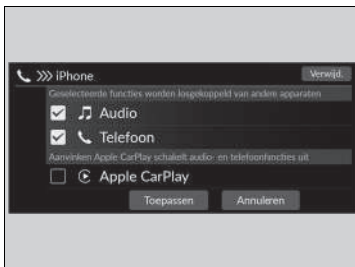 iPhone
Verwijd.
Geselecteerde functies worden losgekoppeld van andere apparaten
Audio
Telefoon
Aanvinken Apple CarPlay schakelt audio- en telefoonfuncties uit
Apple CarPlay
Toepassen
Annuleren